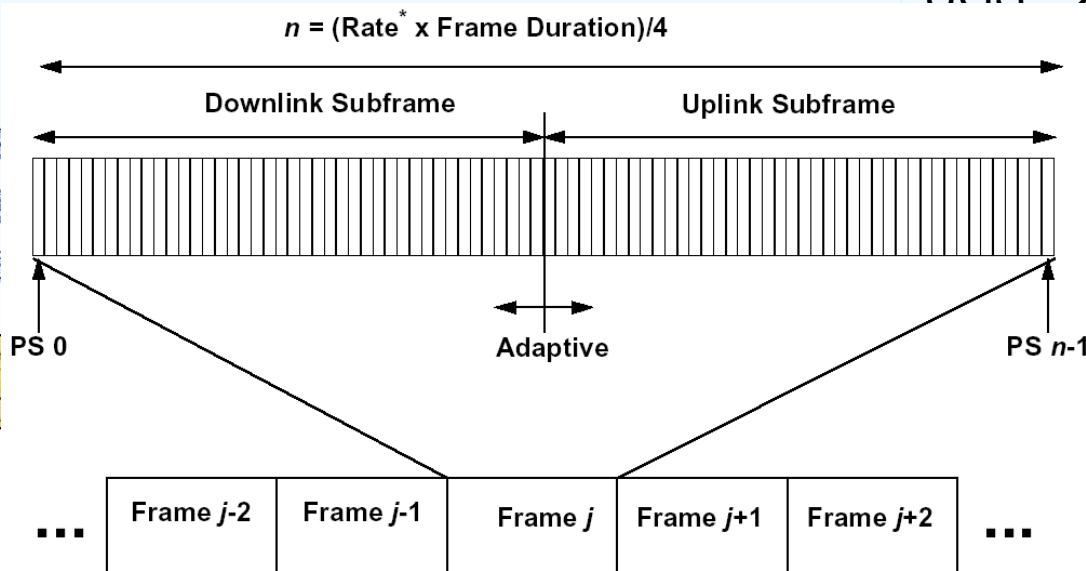 n = (Rate* x Frame Duration)/4
Downlink Subframe Uplink Subframe
PS 0 Adaptive PS n-1
... Frame j-2 Frame j-1 Frame j Frame j+1 Frame j+2 ...